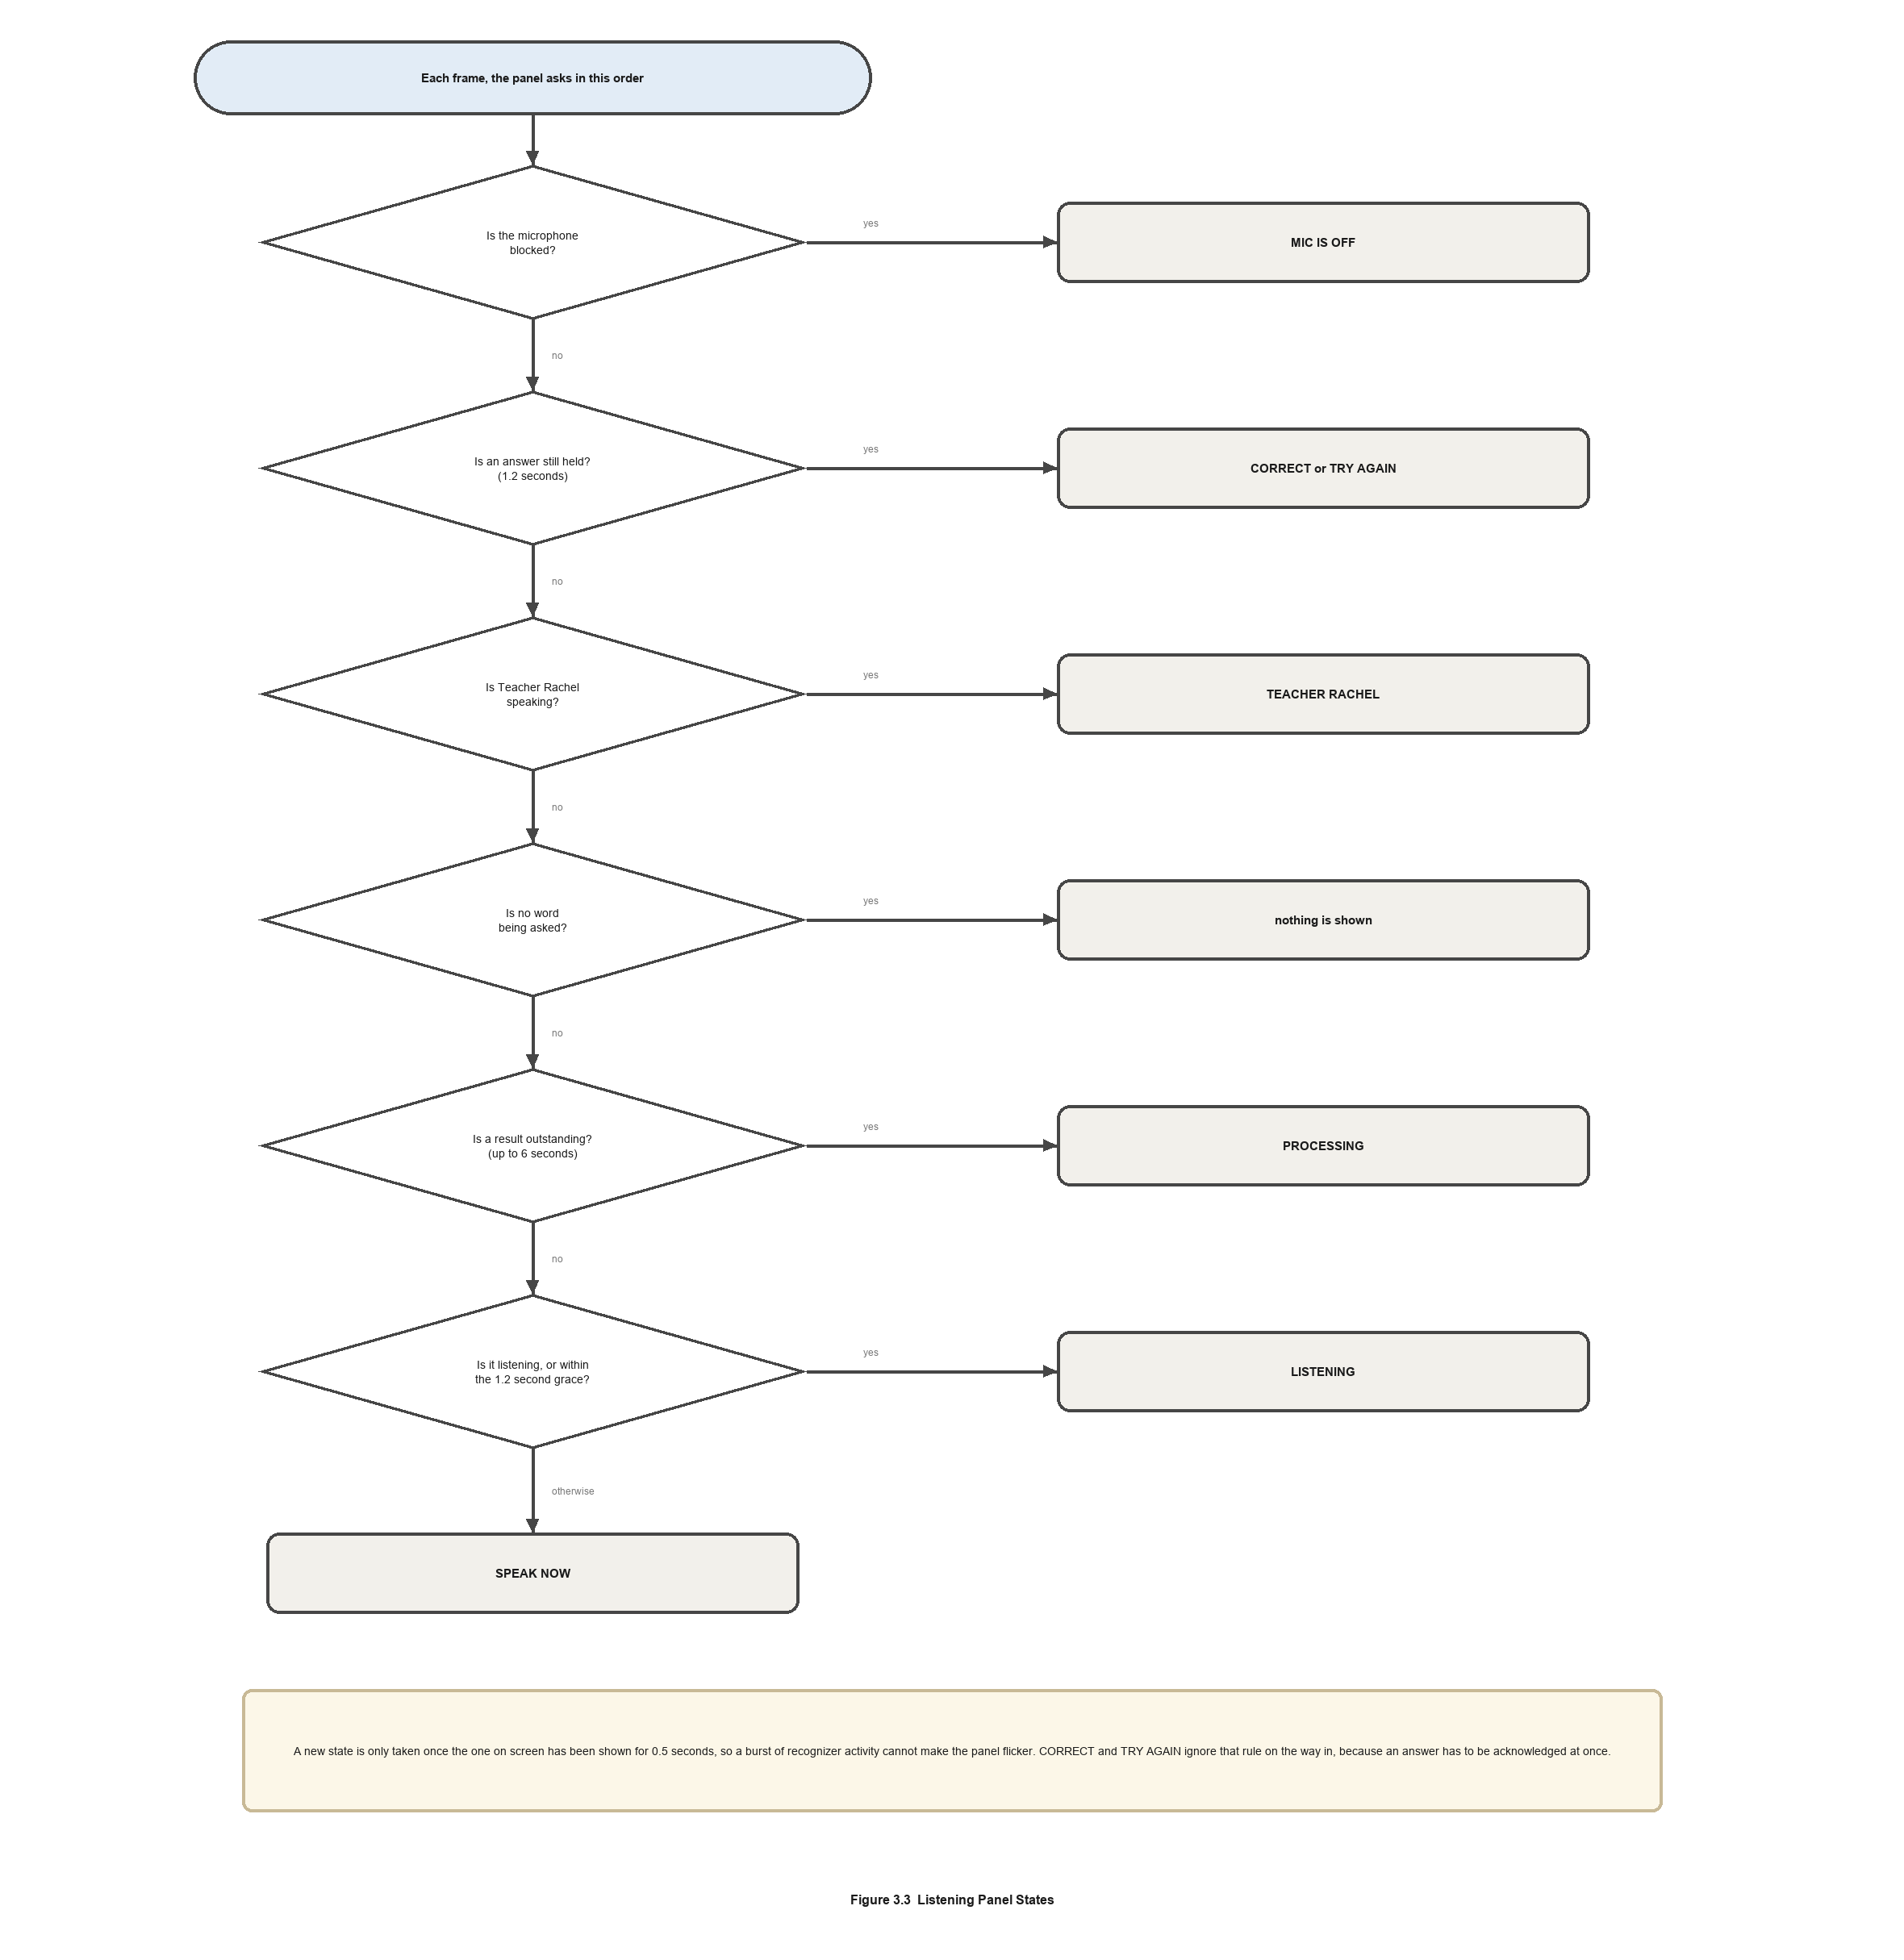 Each frame, the panel asks in this order
Is the microphone
blocked?
yes
MIC IS OFF
no
Is an answer still held?
(1.2 seconds)
yes
CORRECT or TRY AGAIN
no
Is Teacher Rachel
speaking?
yes
TEACHER RACHEL
no
Is no word
being asked?
yes
nothing is shown
no
Is a result outstanding?
(up to 6 seconds)
yes
PROCESSING
no
Is it listening, or within
the 1.2 second grace?
yes
LISTENING
otherwise
SPEAK NOW
A new state is only taken once the one on screen has been shown for 0.5 seconds, so a burst of recognizer activity cannot make the panel flicker. CORRECT and TRY AGAIN ignore that rule on the way in, because an answer has to be acknowledged at once.
Figure 3.3 Listening Panel States